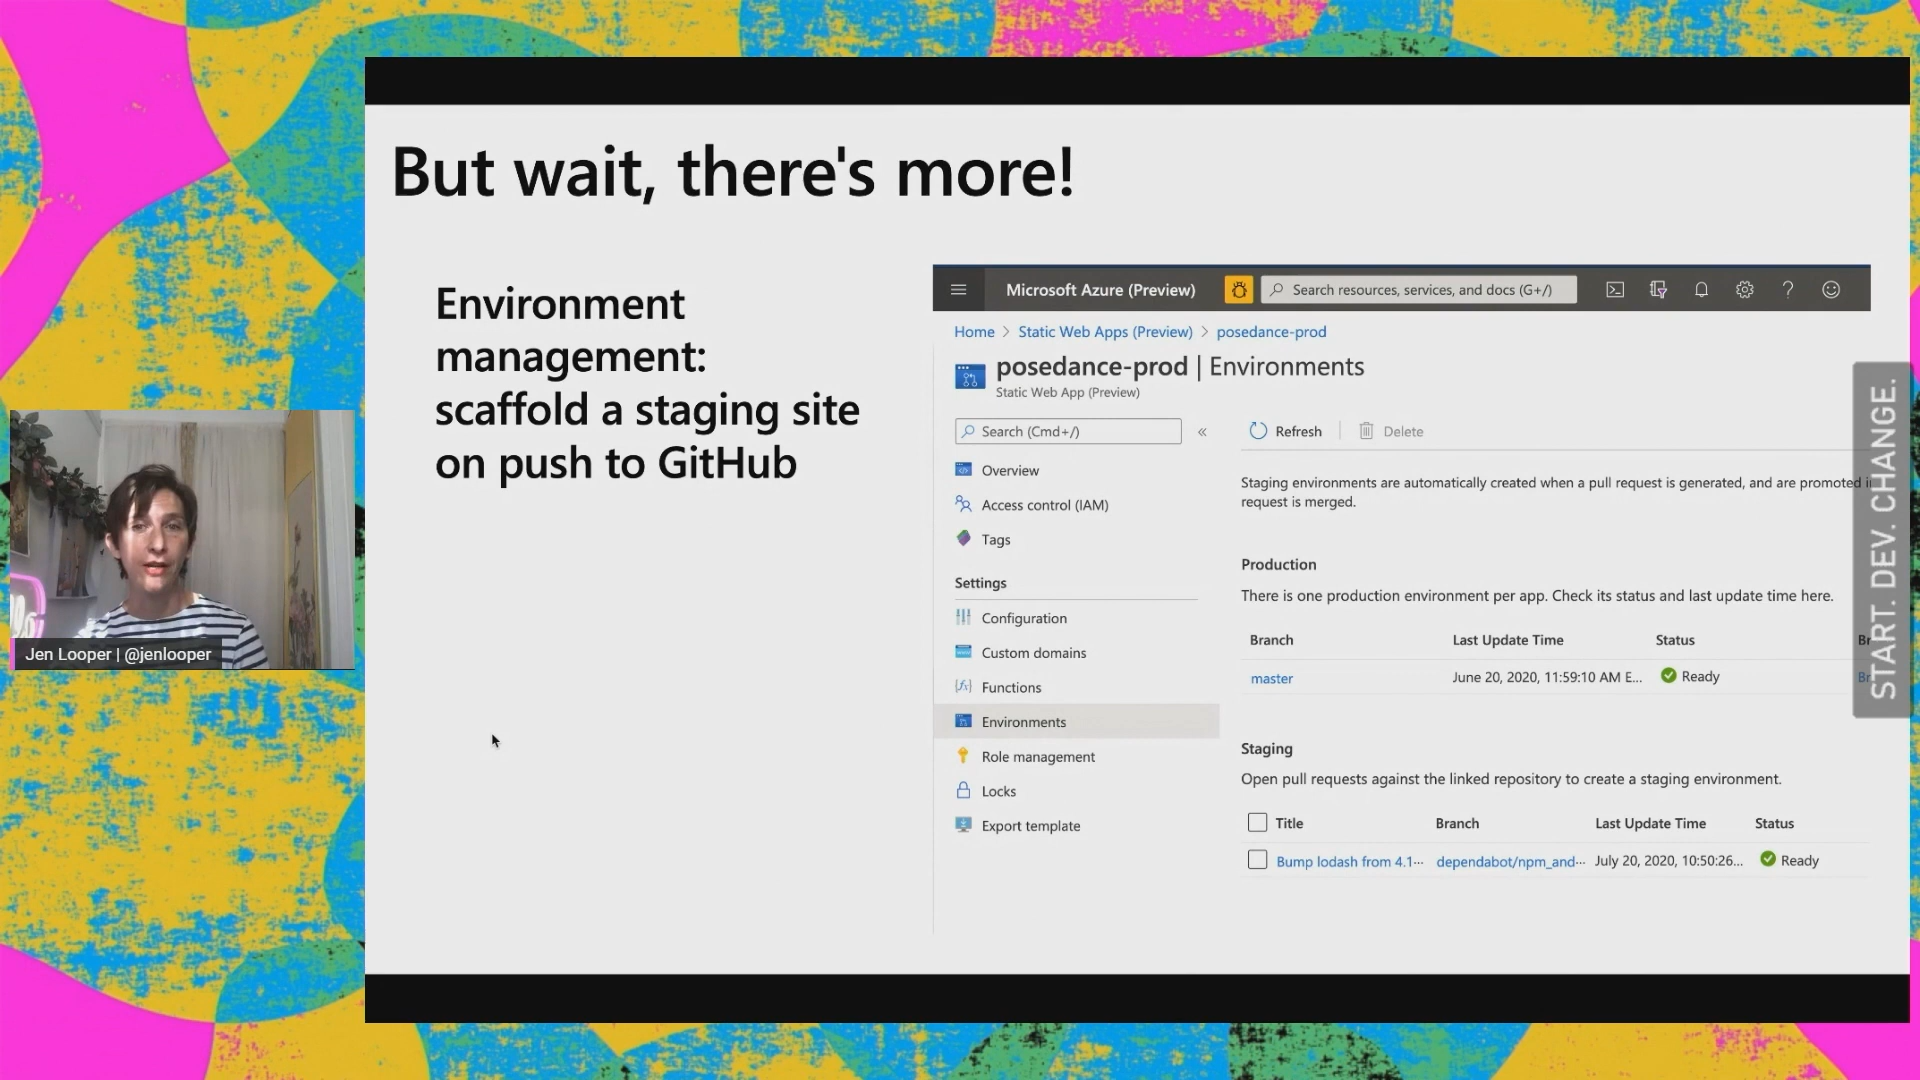 But wait, there's more!
Environment
management:
scaffold a staging site
on push to GitHub
Jen Looper | @jenlooper
Microsoft Azure (Preview)
Search resources, services, and docs (G+/)
Home > Static Web Apps (Preview) > posedance-prod
posedance-prod | Environments
Static Web App (Preview)
Search (Cmd+/)
«
Refresh
Delete
Overview
Access control (IAM)
Tags
Settings
Configuration
Custom domains
Functions
Environments
Role management
Locks
Export template
Staging environments are automatically created when a pull request is generated, and are promoted
request is merged.
Production
There is one production environment per app. Check its status and last update time here.
Branch Last Update Time Status Br
master June 20, 2020, 11:59:10 AM E... Ready Br
Staging
Open pull requests against the linked repository to create a staging environment.
Title Branch Last Update Time Status
Bump lodash from 4.1... dependabot/npm_and... July 20, 2020, 10:50:26... Ready
START. DEV. CHANGE.